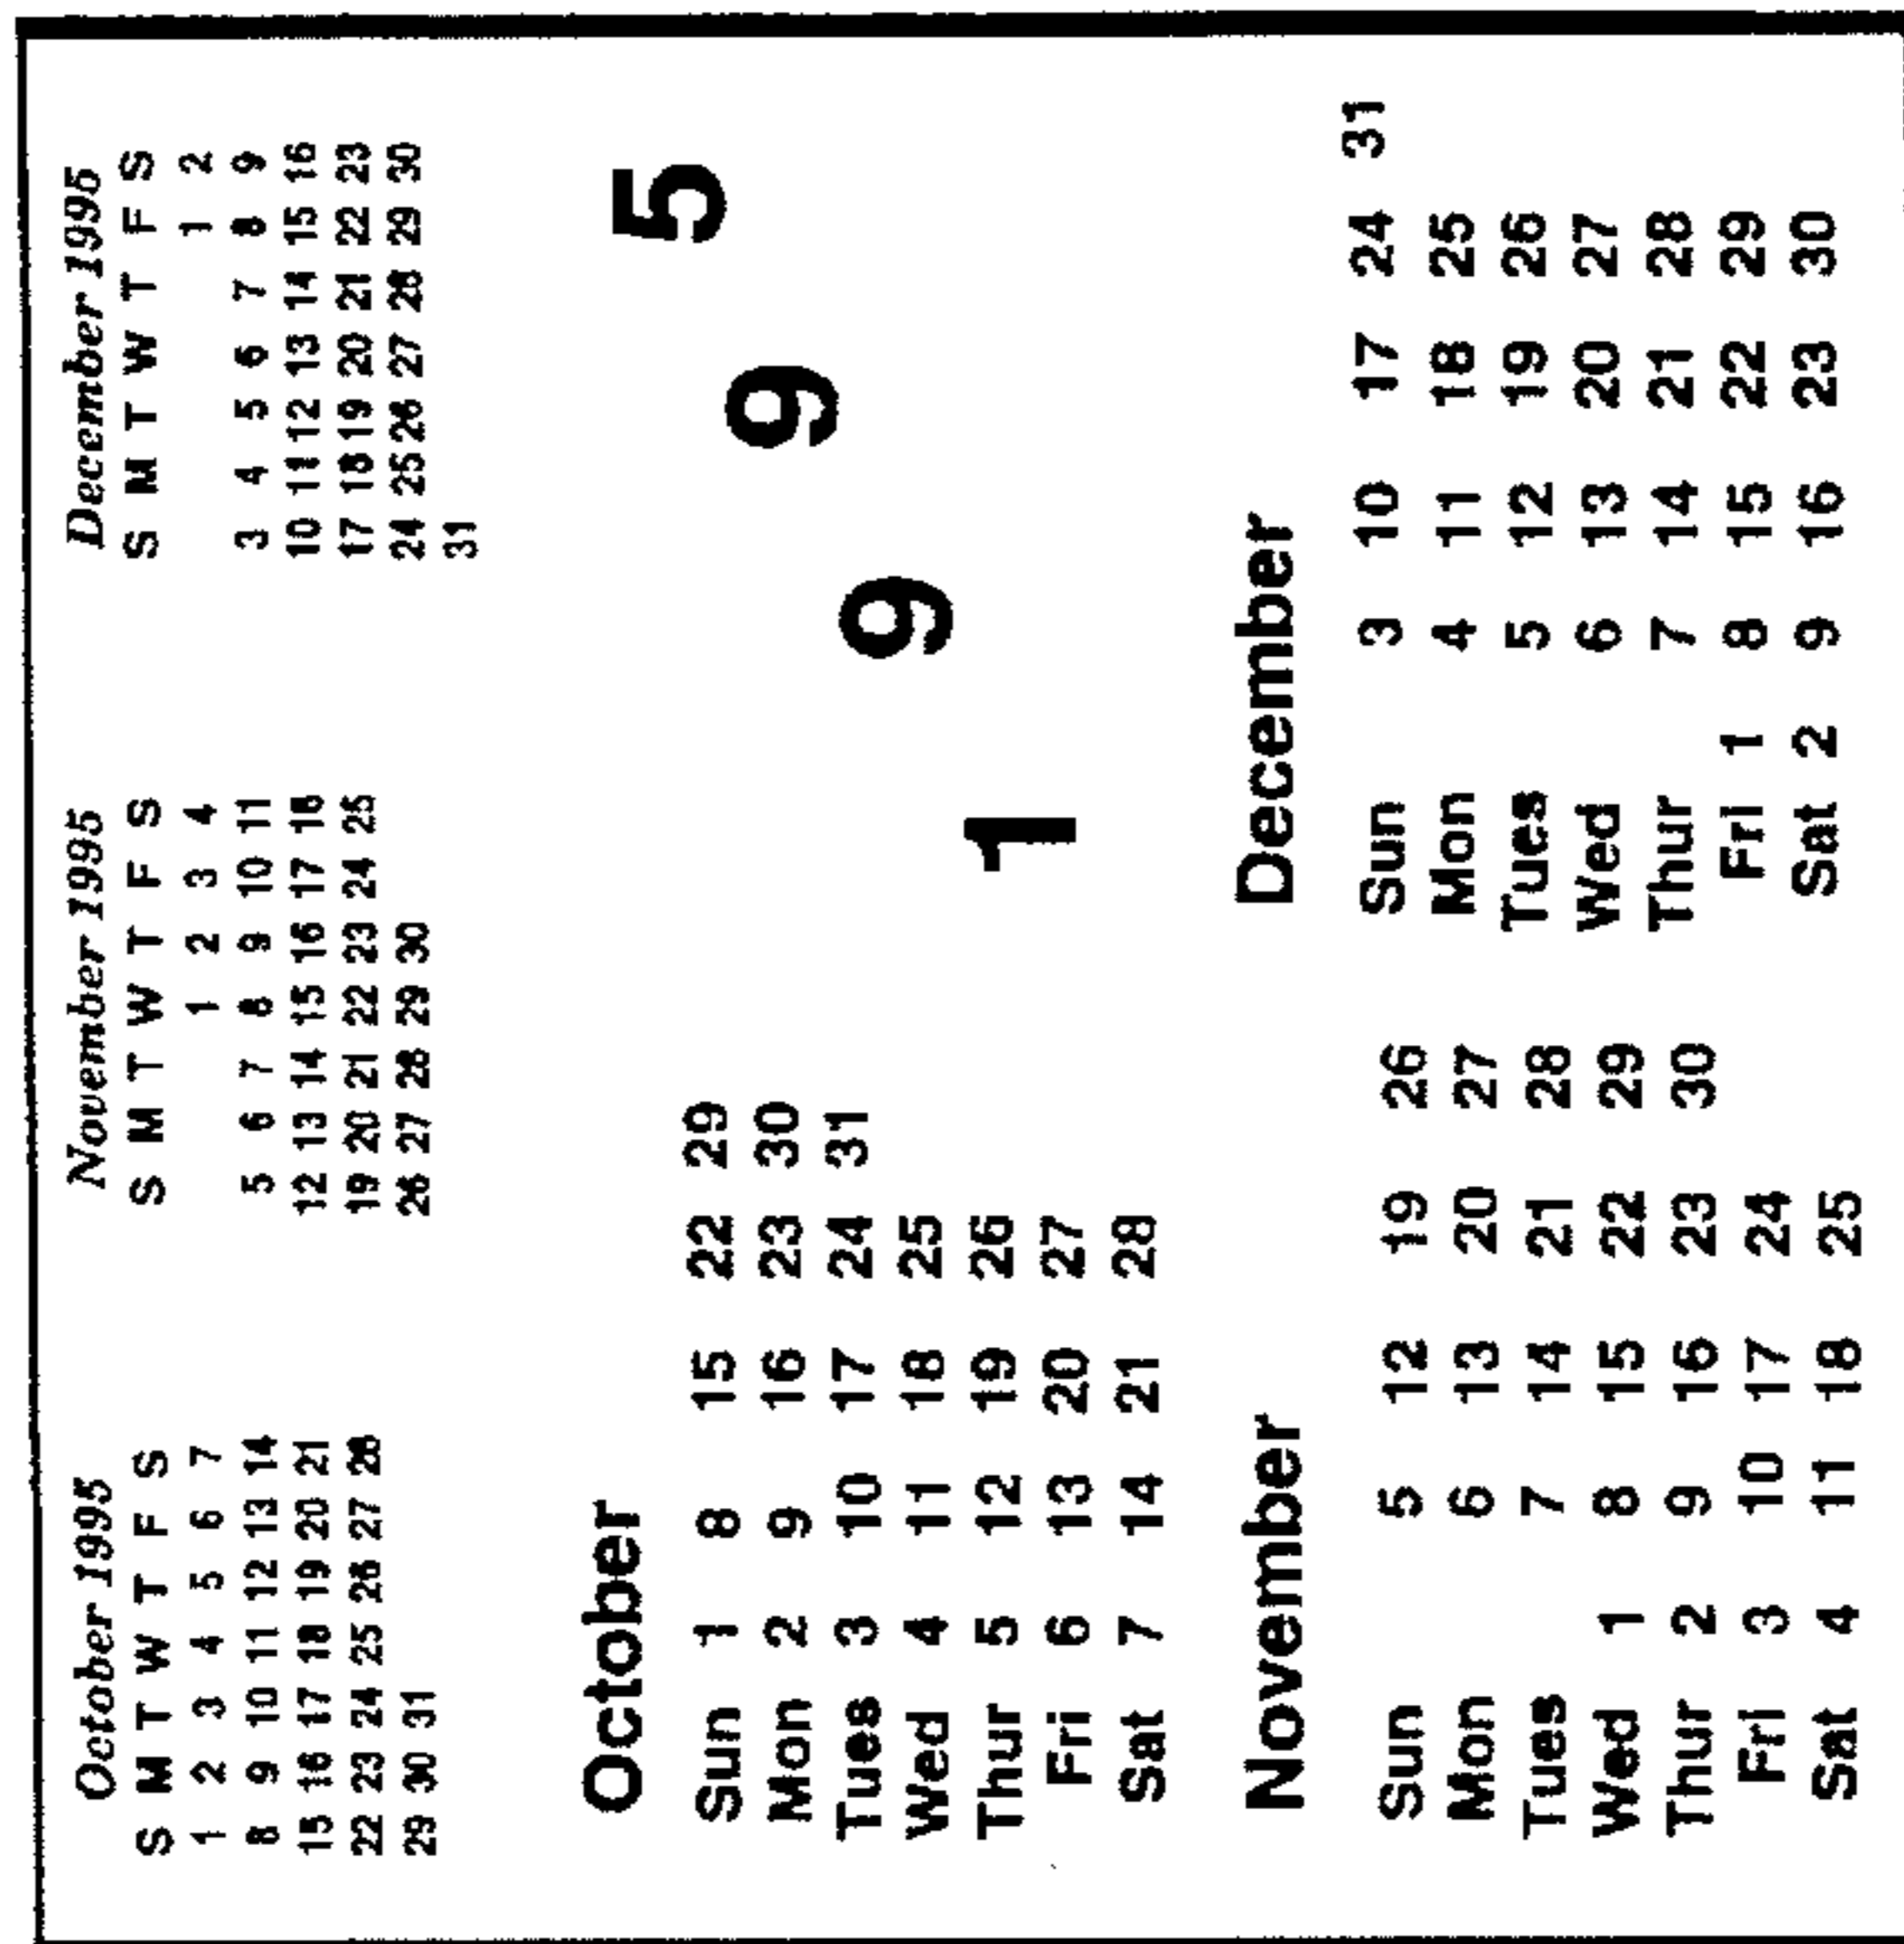 October 1995
S M T W T F S
1 2 3 4 5 6 7
8 9 10 11 12 13 14
15 16 17 18 19 20 21
22 23 24 25 26 27 28
29 30 31
November 1995
S M T W T F S
1 2 3 4
5 6 7 8 9 10 11
12 13 14 15 16 17 18
19 20 21 22 23 24 25
26 27 28 29 30
December 1995
S M T W T F S
1 2
3 4 5 6 7 8 9
10 11 12 13 14 15 16
17 18 19 20 21 22 23
24 25 26 27 28 29 30
31
October
Sun 1 8 15 22 29
Mon 2 9 16 23 30
Tues 3 10 17 24 31
Wed 4 11 18 25
Thur 5 12 19 26
Fri 6 13 20 27
Sat 7 14 21 28
1 9 9 5
November
Sun 5 12 19 26
Mon 6 13 20 27
Tues 7 14 21 28
Wed 1 8 15 22 29
Thur 2 9 16 23 30
Fri 3 10 17 24
Sat 4 11 18 25
December
Sun 3 10 17 24 31
Mon 4 11 18 25
Tues 5 12 19 26
Wed 6 13 20 27
Thur 7 14 21 28
Fri 1 8 15 22 29
Sat 2 9 16 23 30